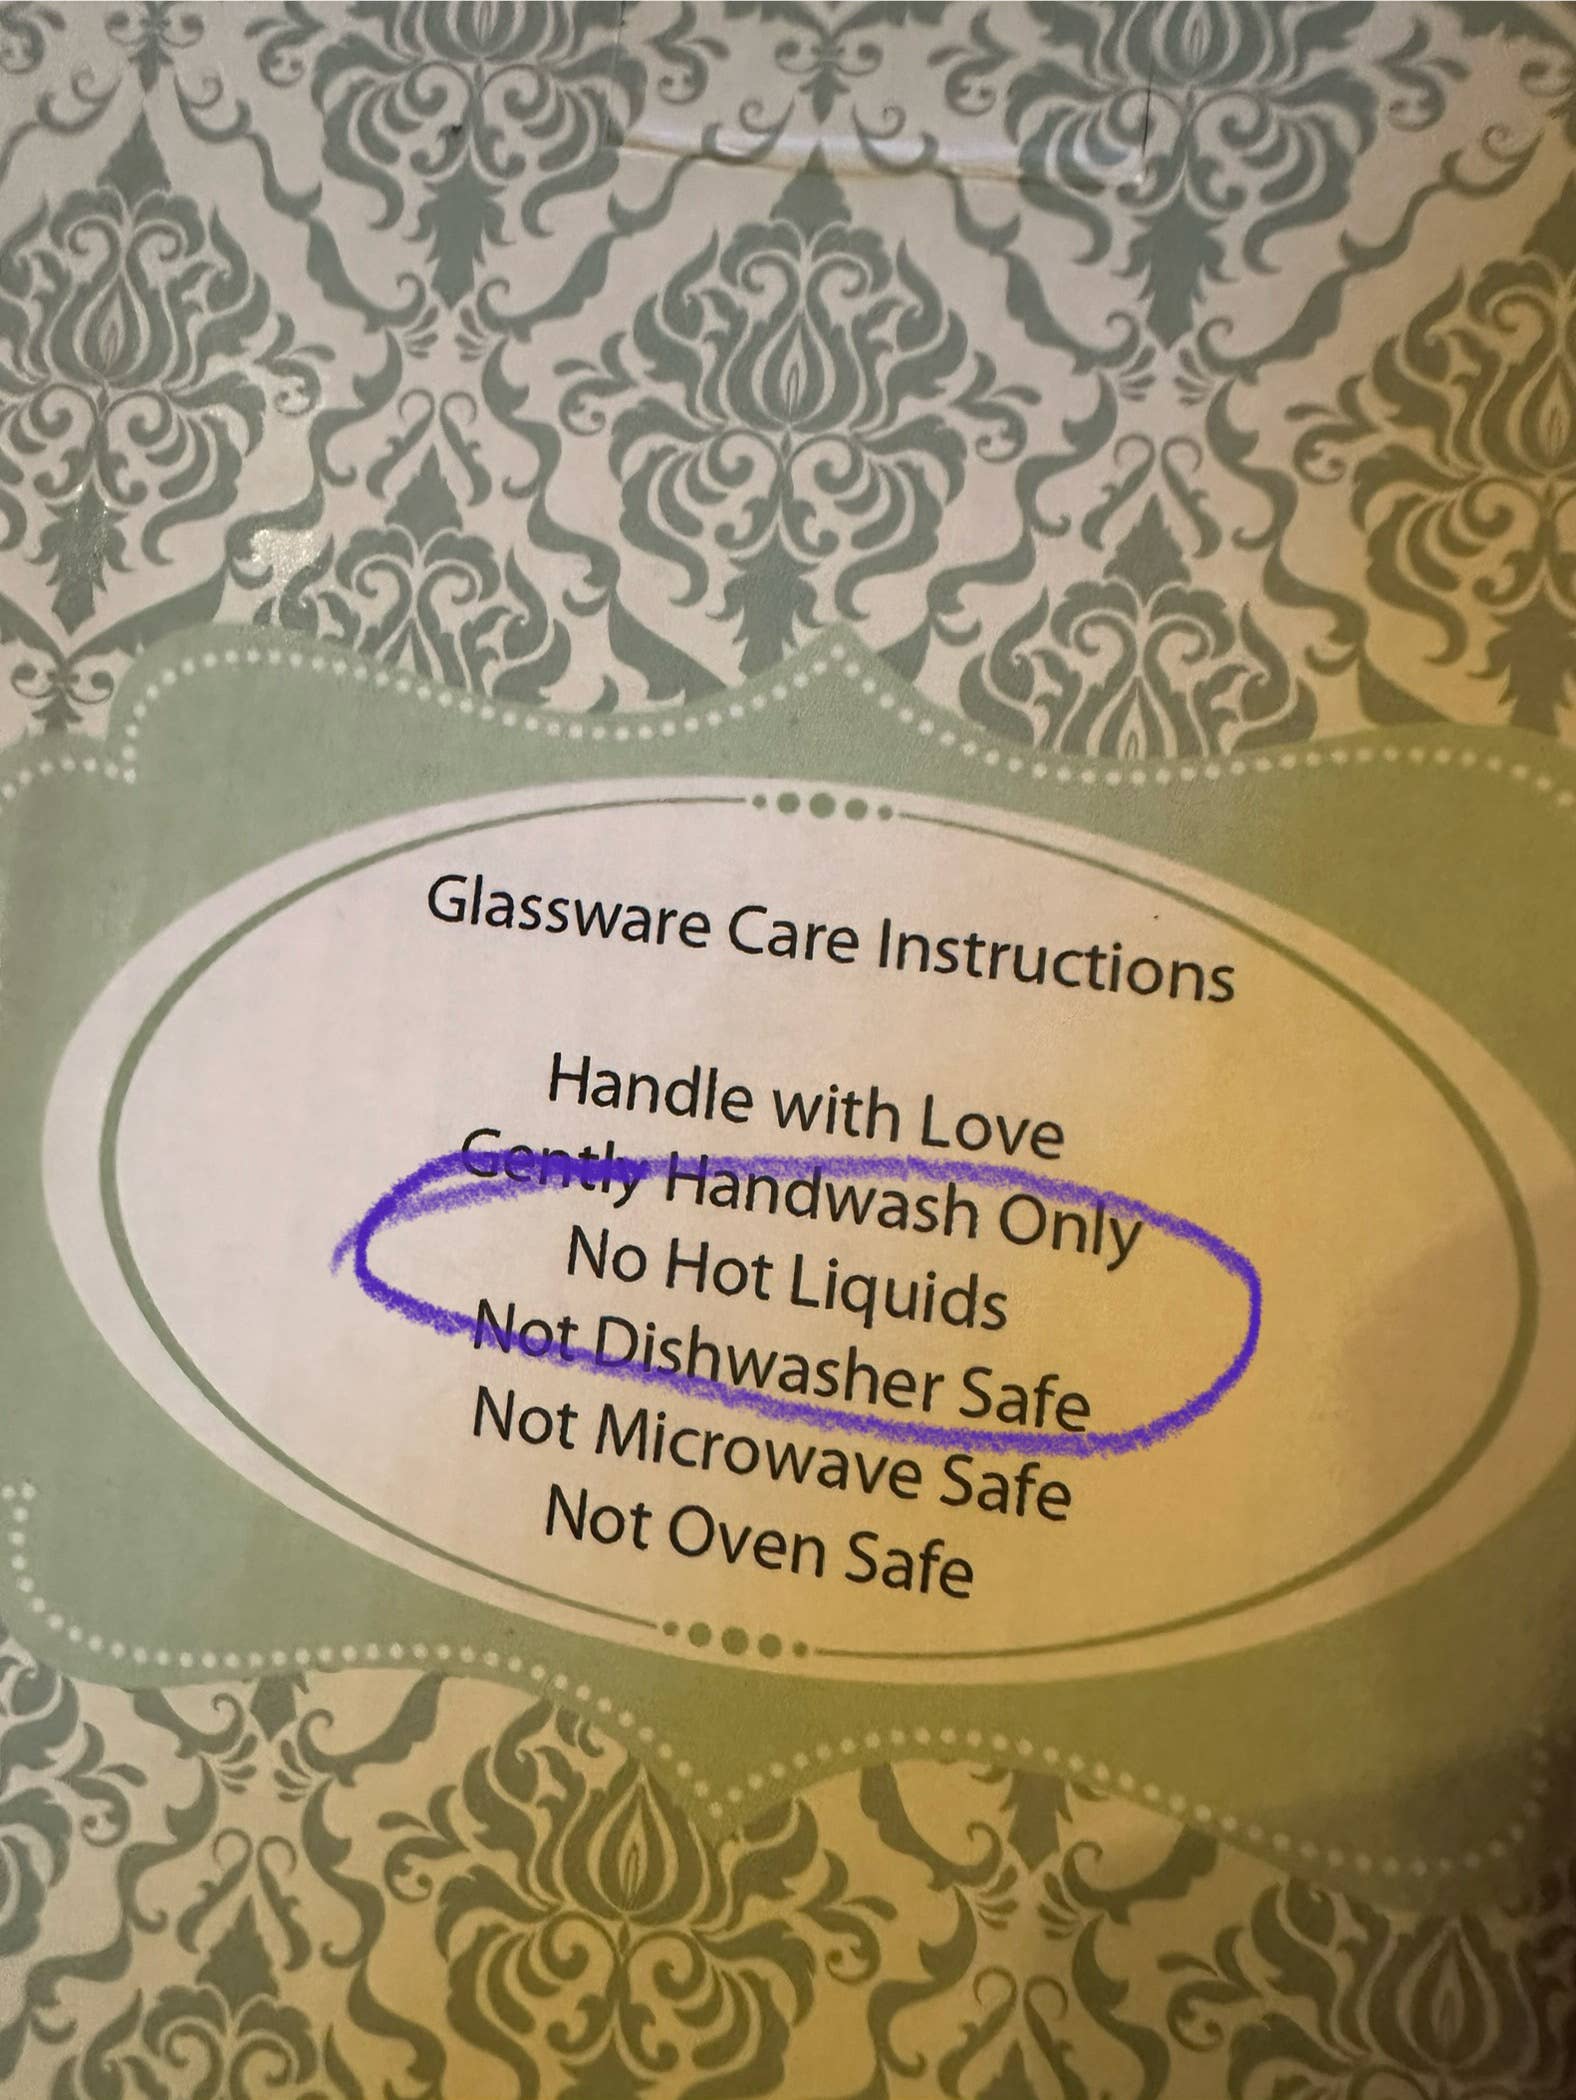 Glassware Care Instructions
Handle with Love
Gently Handwash Only
No Hot Liquids
Not Dishwasher Safe
Not Microwave Safe
Not Oven Safe